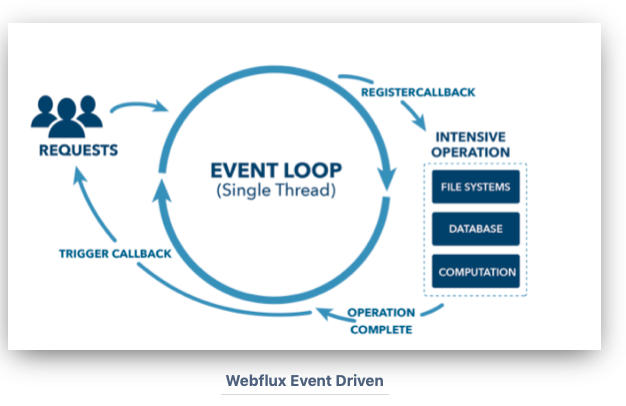 REGISTERCALLBACK
REQUESTS
INTENSIVE
OPERATION
EVENT LOOP
(Single Thread)
FILE SYSTEMS
DATABASE
COMPUTATION
TRIGGER CALLBACK
OPERATION
COMPLETE
Webflux Event Driven